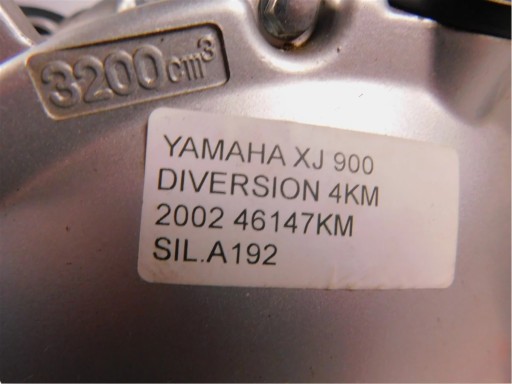 3200cm³
YAMAHA XJ 900
DIVERSION 4KM
2002 46147KM
SIL.A192